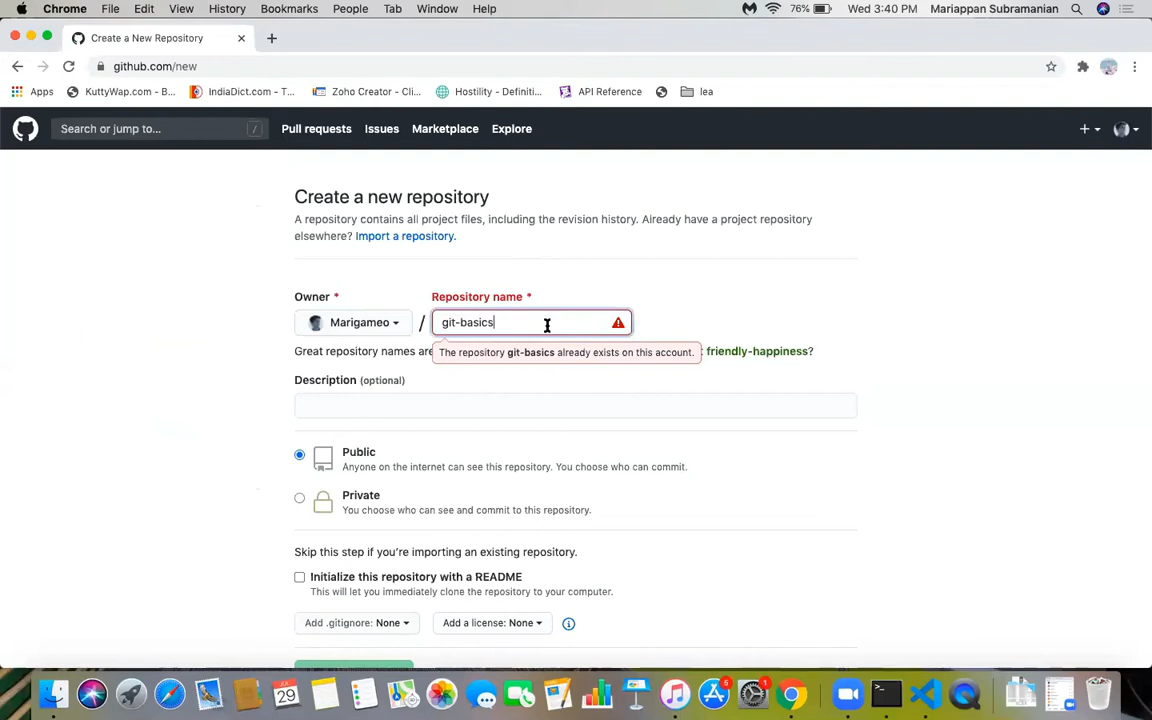 Chrome File Edit View History Bookmarks People Tab Window Help 76% Wed 3:40 PM Mariappan Subramanian
Create a New Repository
github.com/new
Apps KuttyWap.com - B... IndiaDict.com - T... Zoho Creator - Cli... Hostility - Definiti... API Reference lea
Search or jump to... / Pull requests Issues Marketplace Explore
Create a new repository
A repository contains all project files, including the revision history. Already have a project repository
elsewhere? Import a repository.
Owner * Repository name *
Marigameo / git-basics
Great repository names are friendly-happiness?
The repository git-basics already exists on this account.
Description (optional)
Public
Anyone on the internet can see this repository. You choose who can commit.
Private
You choose who can see and commit to this repository.
Skip this step if you're importing an existing repository.
Initialize this repository with a README
This will let you immediately clone the repository to your computer.
Add .gitignore: None Add a license: None
JUL
29
5
1